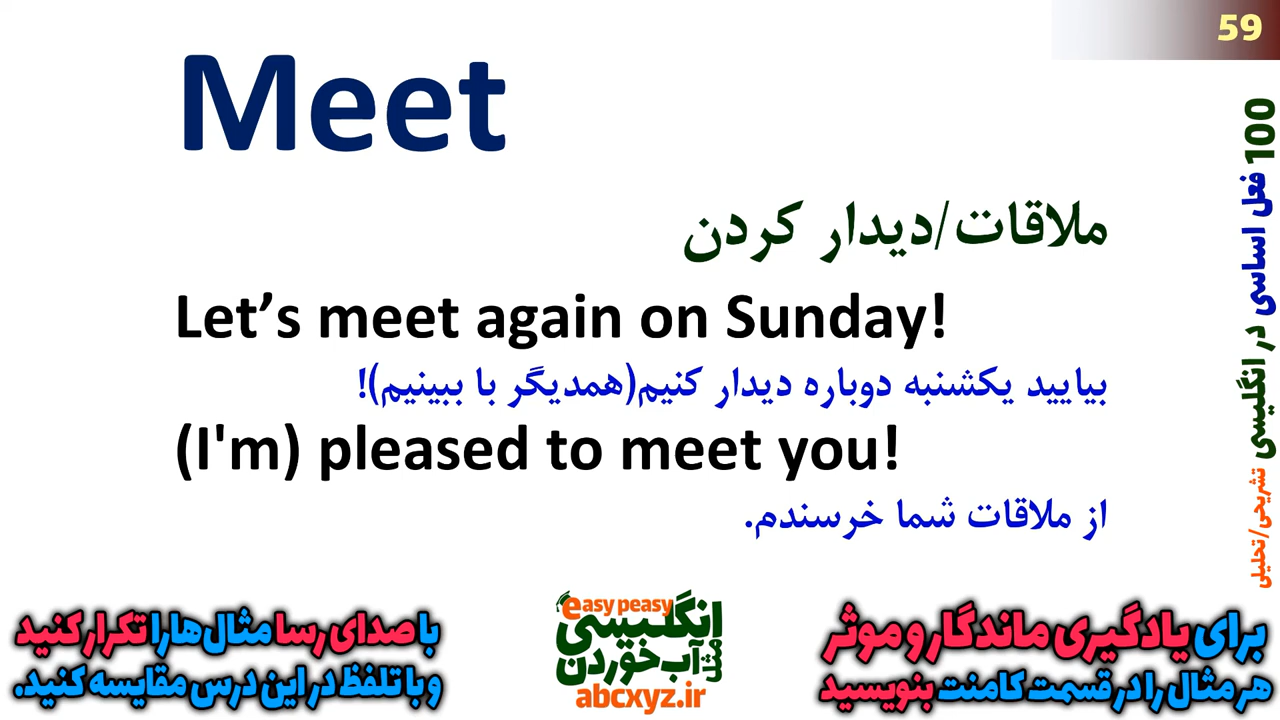 59
Meet
ملاقات/دیدار کردن
Let’s meet again on Sunday!
بیایید یکشنبه دوباره دیدار کنیم(همدیگر با ببینیم)!
(I'm) pleased to meet you!
از ملاقات شما خرسندم.
100 فعل اساسی در انگلیسی تشریحی/تحلیلی
برای یادگیری ماندگار و موثر
هر مثال را در قسمت کامنت بنویسید
easy peasy
انگلیسی
مثل
آب خوردن
abcxyz.ir
با صدای رسا مثال‌ها را تکرار کنید
و با تلفظ در این درس مقایسه کنید.